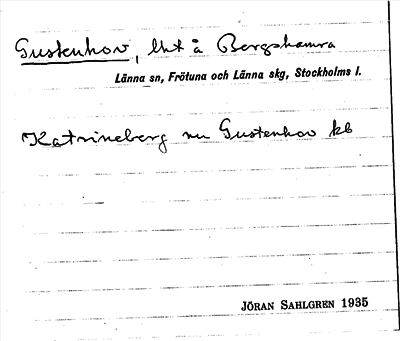 Gustenhov, lht å Bergshamra
Länna sn, Frötuna och Länna skg, Stockholms l.
Katrineberg nu Gustenhov kb
JÖRAN SAHLGREN 1935